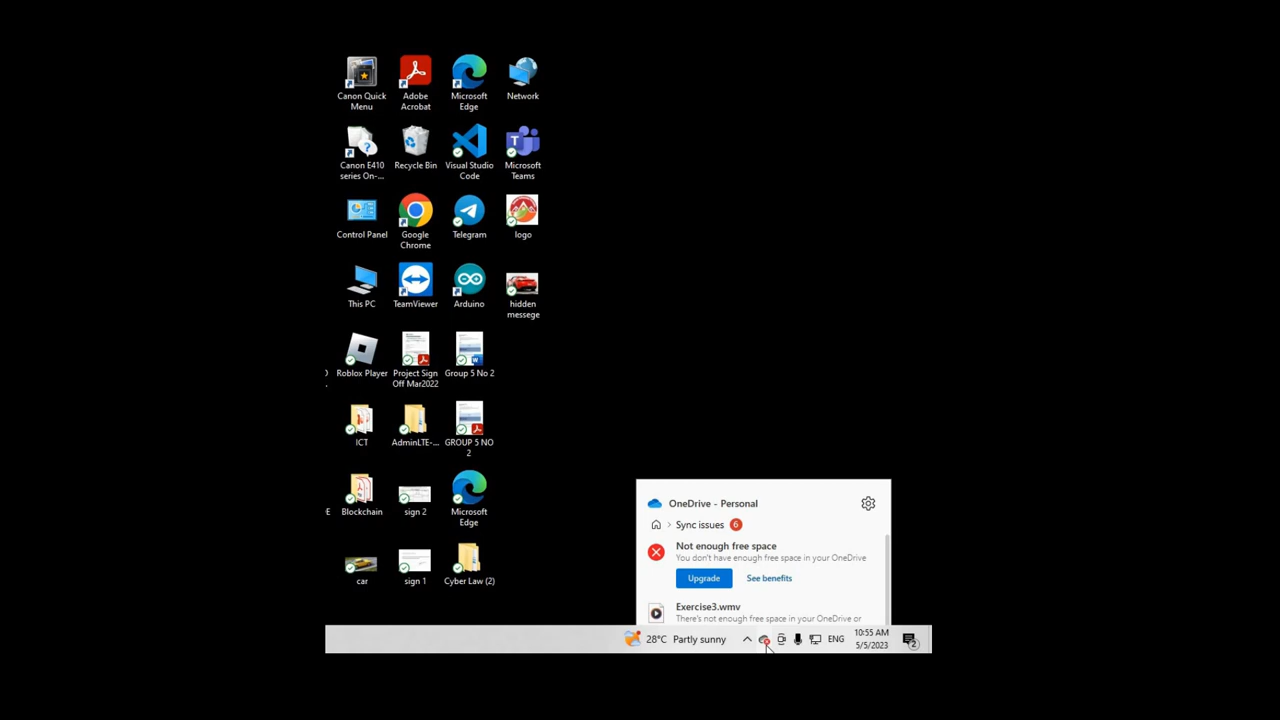 Canon Quick
Menu
Adobe
Acrobat
Microsoft
Edge
Network
Canon E410
series On-...
Recycle Bin
Visual Studio
Code
Microsoft
Teams
Control Panel
Google
Chrome
Telegram
logo
This PC
TeamViewer
Arduino
hidden
messege
Roblox Player
Project Sign
Off Mar2022
Group 5 No 2
ICT
AdminLTE-...
GROUP 5 NO
2
Blockchain
sign 2
Microsoft
Edge
car
sign 1
Cyber Law (2)
OneDrive - Personal
Sync issues 6
Not enough free space
You don't have enough free space in your OneDrive
Upgrade See benefits
Exercise3.wmv
There's not enough free space in your OneDrive or
28°C Partly sunny ENG 10:55 AM
5/5/2023 2